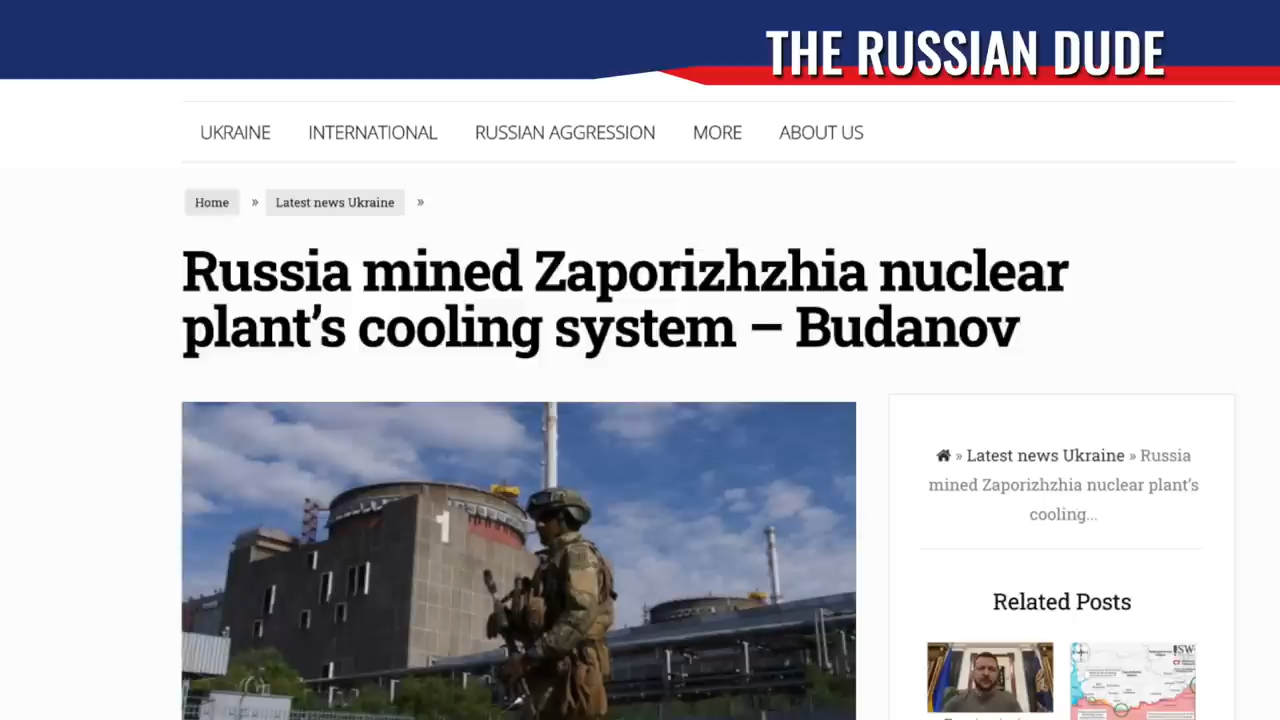 THE RUSSIAN DUDE
UKRAINE INTERNATIONAL RUSSIAN AGGRESSION MORE ABOUT US
Home » Latest news Ukraine »
Russia mined Zaporizhzhia nuclear
plant’s cooling system – Budanov
1
» Latest news Ukraine » Russia
mined Zaporizhzhia nuclear plant’s
cooling...
Related Posts